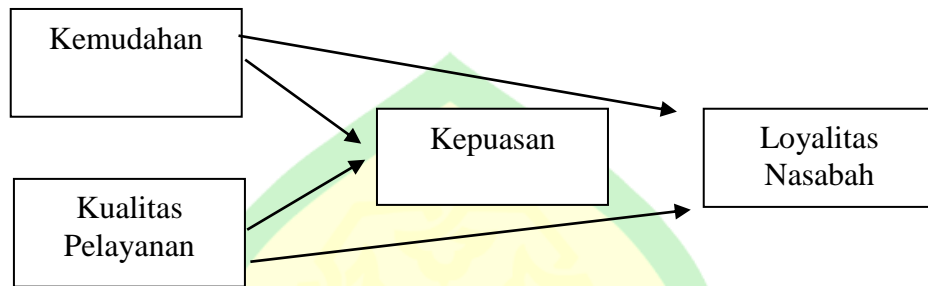 Kemudahan
Kepuasan
Loyalitas
Nasabah
Kualitas
Pelayanan